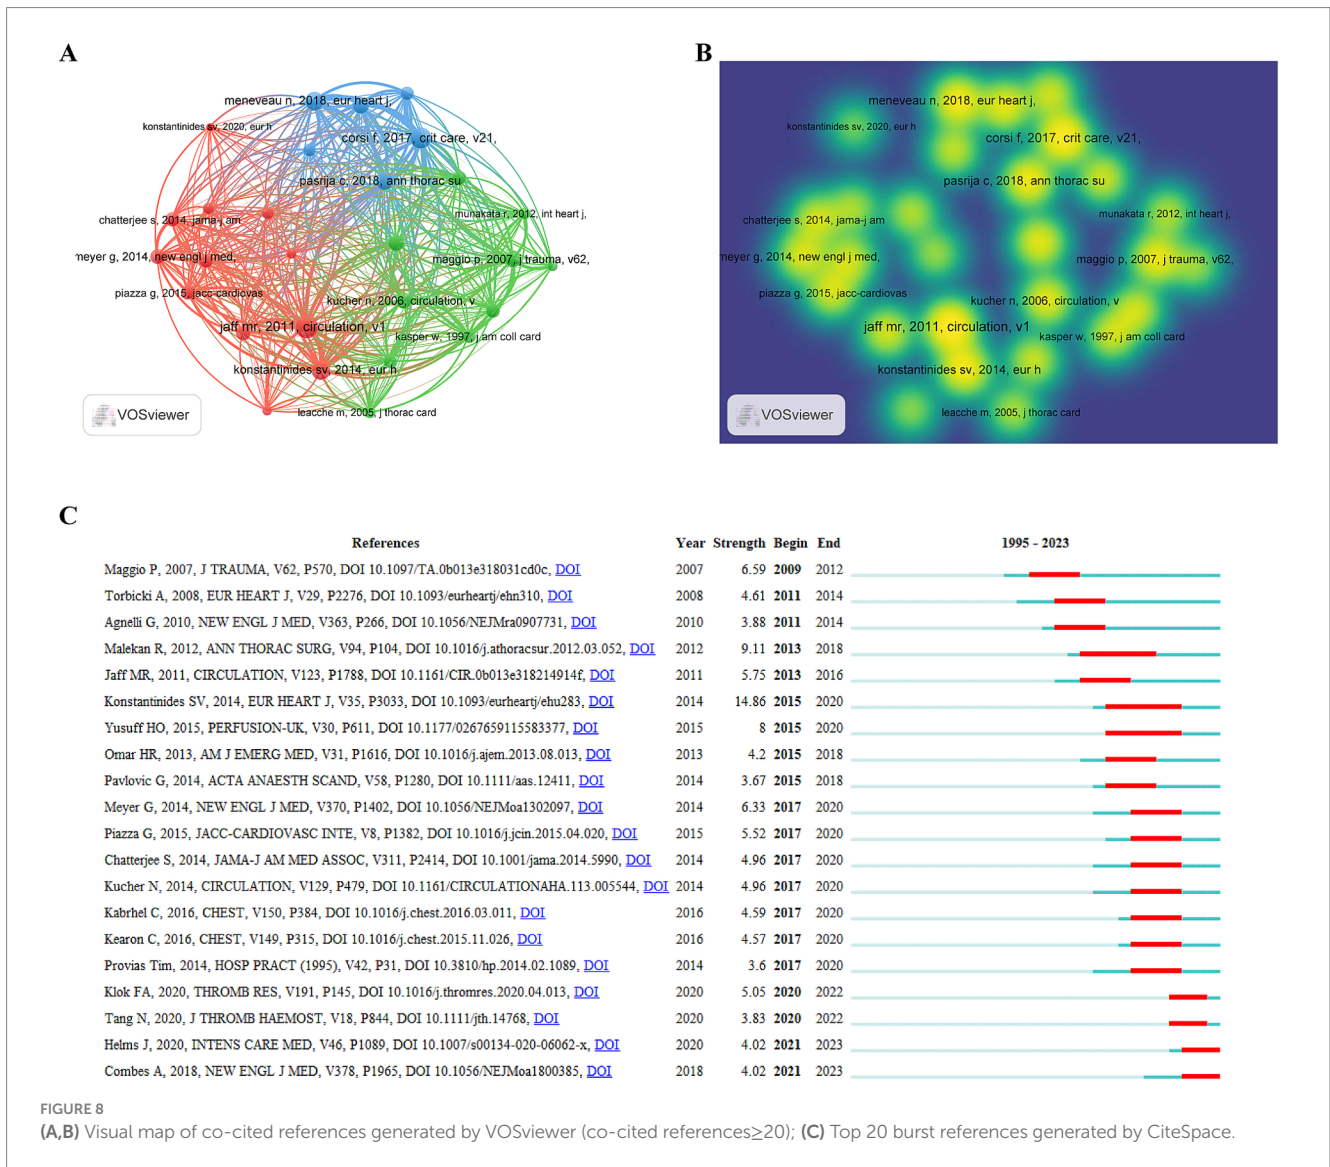 A
B
meneveau n, 2018, eur heart j,
konstantinides sv, 2020, eur h
corsi f, 2017, crit care, v21,
pasrija c, 2018, ann thorac su
chatterjee s, 2014, jama-j am
munakata r, 2012, int heart j,
meyer g, 2014, new engl j med,
maggio p, 2007, j trauma, v62,
piazza g, 2015, jacc-cardiovas
kucher n, 2006, circulation, v
jaff mr, 2011, circulation, v1
kasper w, 1997, j am coll card
konstantinides sv, 2014, eur h
leacche m, 2005, j thorac card
VOSviewer
meneveau n, 2018, eur heart j,
konstantinides sv, 2020, eur h
corsi f, 2017, crit care, v21,
pasrija c, 2018, ann thorac su
chatterjee s, 2014, jama-j am
munakata r, 2012, int heart j,
meyer g, 2014, new engl j med,
maggio p, 2007, j trauma, v62,
piazza g, 2015, jacc-cardiovas
kucher n, 2006, circulation, v
jaff mr, 2011, circulation, v1
kasper w, 1997, j am coll card
konstantinides sv, 2014, eur h
leacche m, 2005, j thorac card
VOSviewer
C
References Year Strength Begin End 1995 - 2023
Maggio P, 2007, J TRAUMA, V62, P570, DOI 10.1097/TA.0b013e318031cd0c, DOI 2007 6.59 2009 2012
Torbicki A, 2008, EUR HEART J, V29, P2276, DOI 10.1093/eurheartj/ehn310, DOI 2008 4.61 2011 2014
Agnelli G, 2010, NEW ENGL J MED, V363, P266, DOI 10.1056/NEJMra0907731, DOI 2010 3.88 2011 2014
Malekan R, 2012, ANN THORAC SURG, V94, P104, DOI 10.1016/j.athoracsur.2012.03.052, DOI 2012 9.11 2013 2018
Jaff MR, 2011, CIRCULATION, V123, P1788, DOI 10.1161/CIR.0b013e318214914f, DOI 2011 5.75 2013 2016
Konstantinides SV, 2014, EUR HEART J, V35, P3033, DOI 10.1093/eurheartj/ehu283, DOI 2014 14.86 2015 2020
Yusuff HO, 2015, PERFUSION-UK, V30, P611, DOI 10.1177/0267659115583377, DOI 2015 8 2015 2020
Omar HR, 2013, AM J EMERG MED, V31, P1616, DOI 10.1016/j.ajem.2013.08.013, DOI 2013 4.2 2015 2018
Pavlovic G, 2014, ACTA ANAESTH SCAND, V58, P1280, DOI 10.1111/aas.12411, DOI 2014 3.67 2015 2018
Meyer G, 2014, NEW ENGL J MED, V370, P1402, DOI 10.1056/NEJMoa1302097, DOI 2014 6.33 2017 2020
Piazza G, 2015, JACC-CARDIOVASC INTE, V8, P1382, DOI 10.1016/j.jcin.2015.04.020, DOI 2015 5.52 2017 2020
Chatterjee S, 2014, JAMA-J AM MED ASSOC, V311, P2414, DOI 10.1001/jama.2014.5990, DOI 2014 4.96 2017 2020
Kucher N, 2014, CIRCULATION, V129, P479, DOI 10.1161/CIRCULATIONAHA.113.005544, DOI 2014 4.96 2017 2020
Kabrhel C, 2016, CHEST, V150, P384, DOI 10.1016/j.chest.2016.03.011, DOI 2016 4.59 2017 2020
Kearon C, 2016, CHEST, V149, P315, DOI 10.1016/j.chest.2015.11.026, DOI 2016 4.57 2017 2020
Provias Tim, 2014, HOSP PRACT (1995), V42, P31, DOI 10.3810/hp.2014.02.1089, DOI 2014 3.6 2017 2020
Klok FA, 2020, THROMB RES, V191, P145, DOI 10.1016/j.thromres.2020.04.013, DOI 2020 5.05 2020 2022
Tang N, 2020, J THROMB HAEMOST, V18, P844, DOI 10.1111/jth.14768, DOI 2020 3.83 2020 2022
Helms J, 2020, INTENS CARE MED, V46, P1089, DOI 10.1007/s00134-020-06062-x, DOI 2020 4.02 2021 2023
Combes A, 2018, NEW ENGL J MED, V378, P1965, DOI 10.1056/NEJMoa1800385, DOI 2018 4.02 2021 2023
FIGURE 8
(A,B) Visual map of co-cited references generated by VOSviewer (co-cited references≥20); (C) Top 20 burst references generated by CiteSpace.